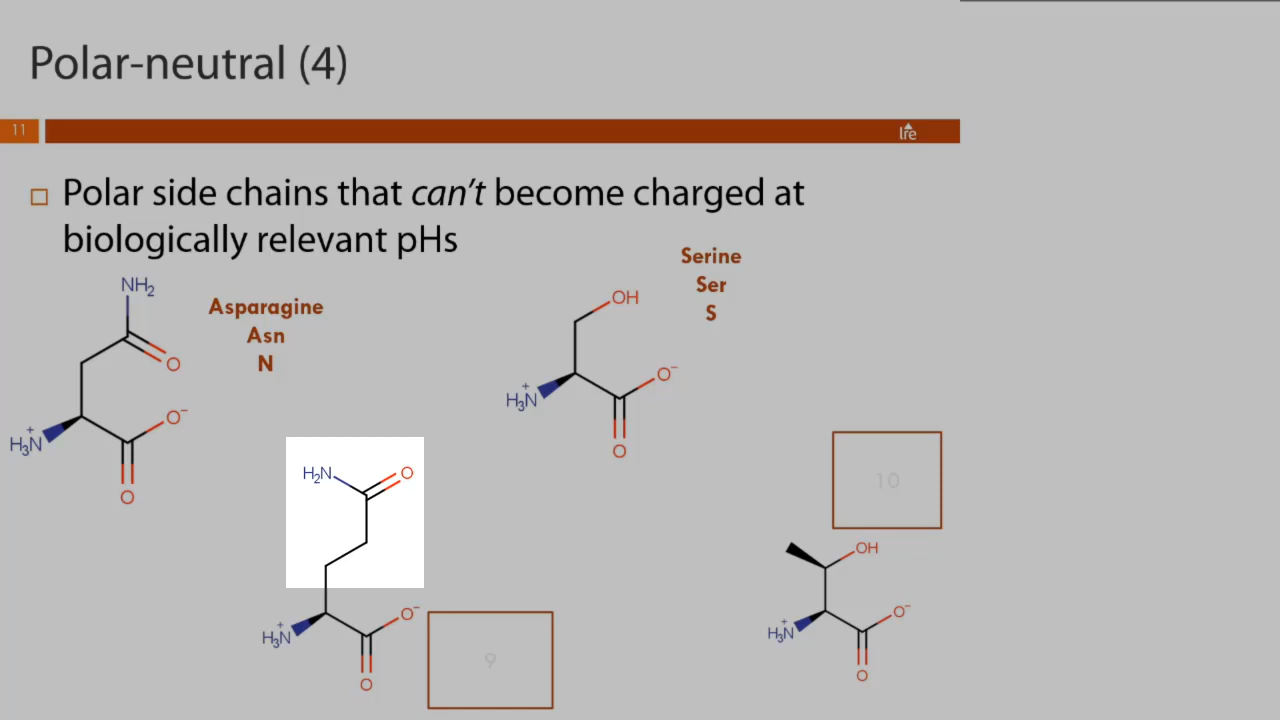 Polar-neutral (4)
11
lre
Polar side chains that can't become charged at
biologically relevant pHs
Asparagine
Asn
N
NH2
O
O−
H3N+
O
Serine
Ser
S
OH
O−
H3N+
O
H2N
O
O−
H3N+
O
9
10
OH
O−
H3N+
O